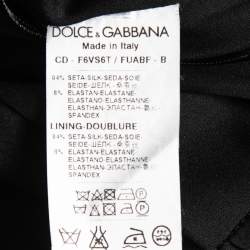 DOLCE & GABBANA
Made in Italy
CD - F6VS6T / FUABF - B
94% SETA-SILK-SEDA-SOIE
SEIDE-ШЕЛК-
6% ELASTAN-ELASTANE-
ELASTANO-ELASTHANNE
ELASTHAN-ЭЛАСТАН-
SPANDEX
LINING-DOUBLURE
94% SETA-SILK-SEDA-SOIE
SEIDE-ШЕЛК-
6% ELASTAN-ELASTANE-
ELASTANO-ELASTHANNE
ELASTHAN-ЭЛАСТАН-
SPANDEX